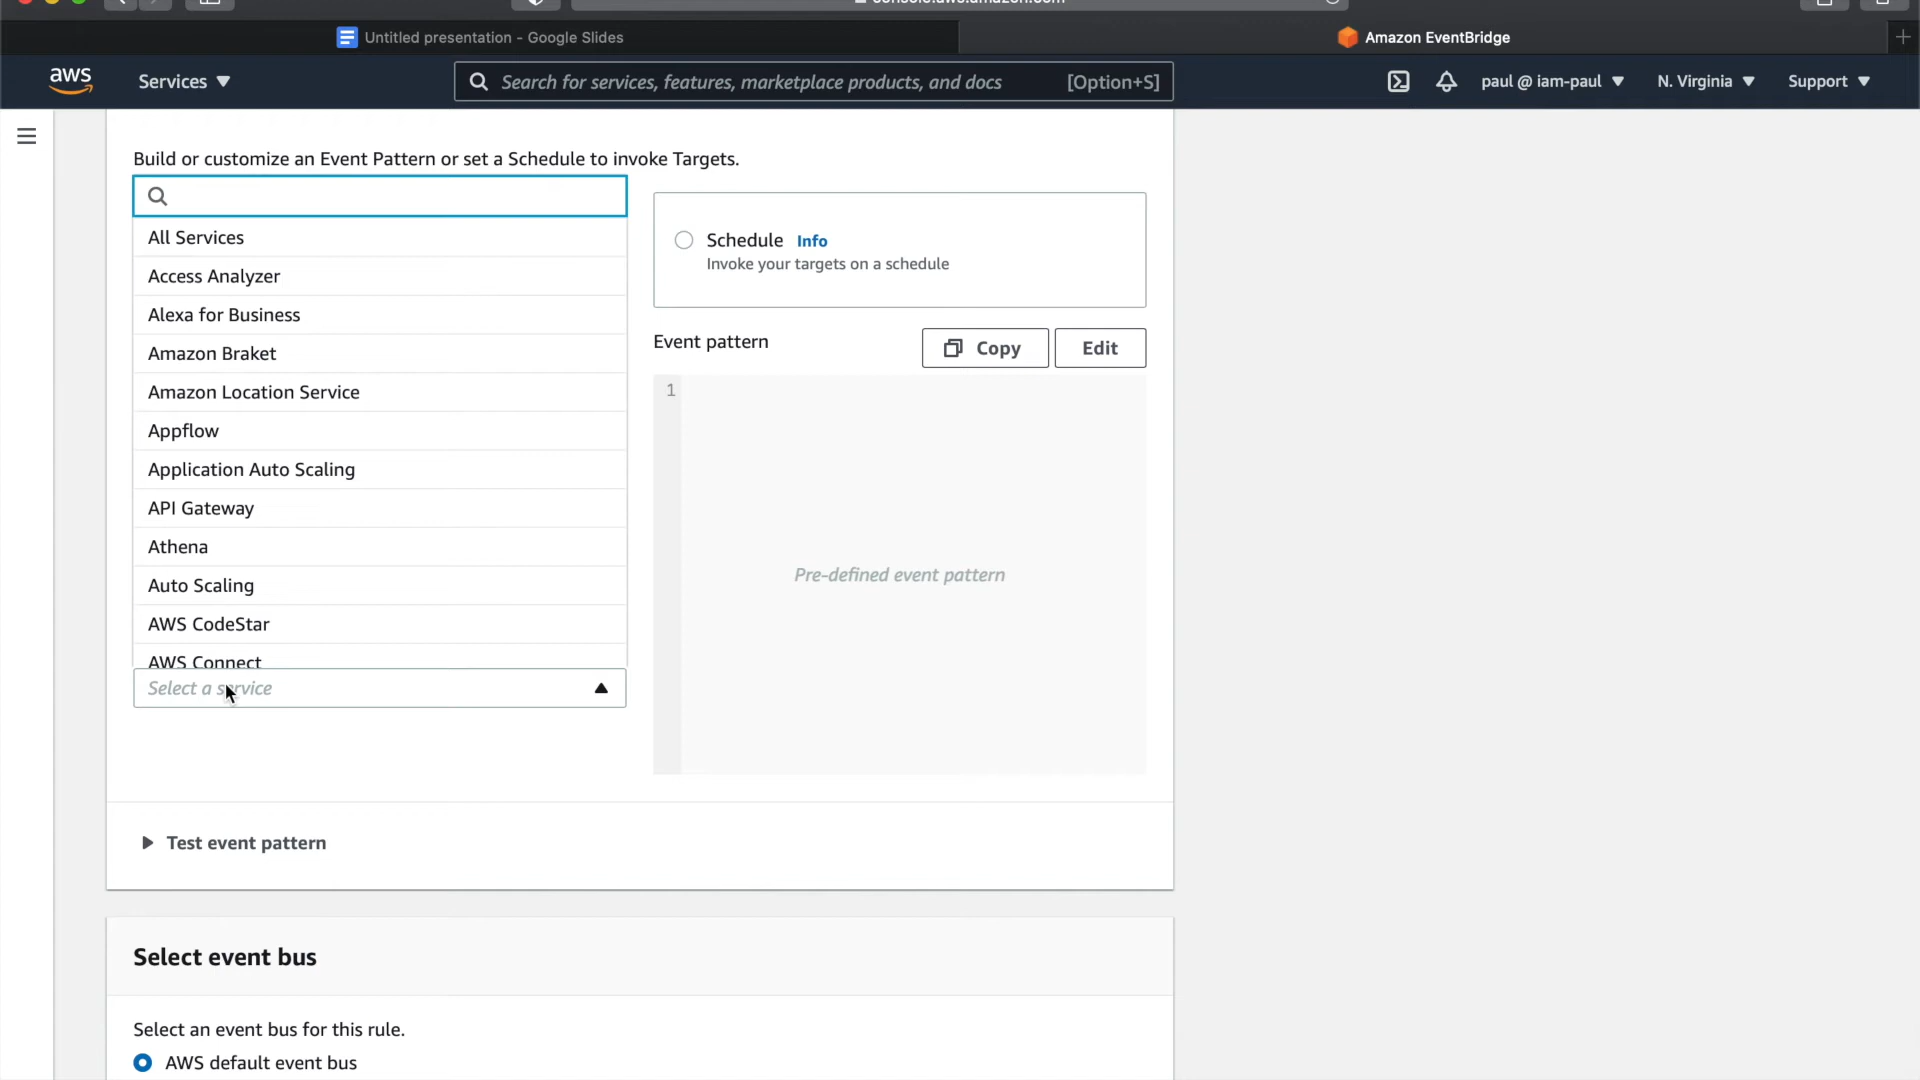 Untitled presentation - Google Slides
Amazon EventBridge
aws
Services
Search for services, features, marketplace products, and docs
[Option+S]
paul @ iam-paul
N. Virginia
Support
Build or customize an Event Pattern or set a Schedule to invoke Targets.
All Services
Access Analyzer
Alexa for Business
Amazon Braket
Amazon Location Service
Appflow
Application Auto Scaling
API Gateway
Athena
Auto Scaling
AWS CodeStar
AWS Connect
Select a service
Schedule Info
Invoke your targets on a schedule
Event pattern
Copy
Edit
1
Pre-defined event pattern
Test event pattern
Select event bus
Select an event bus for this rule.
AWS default event bus